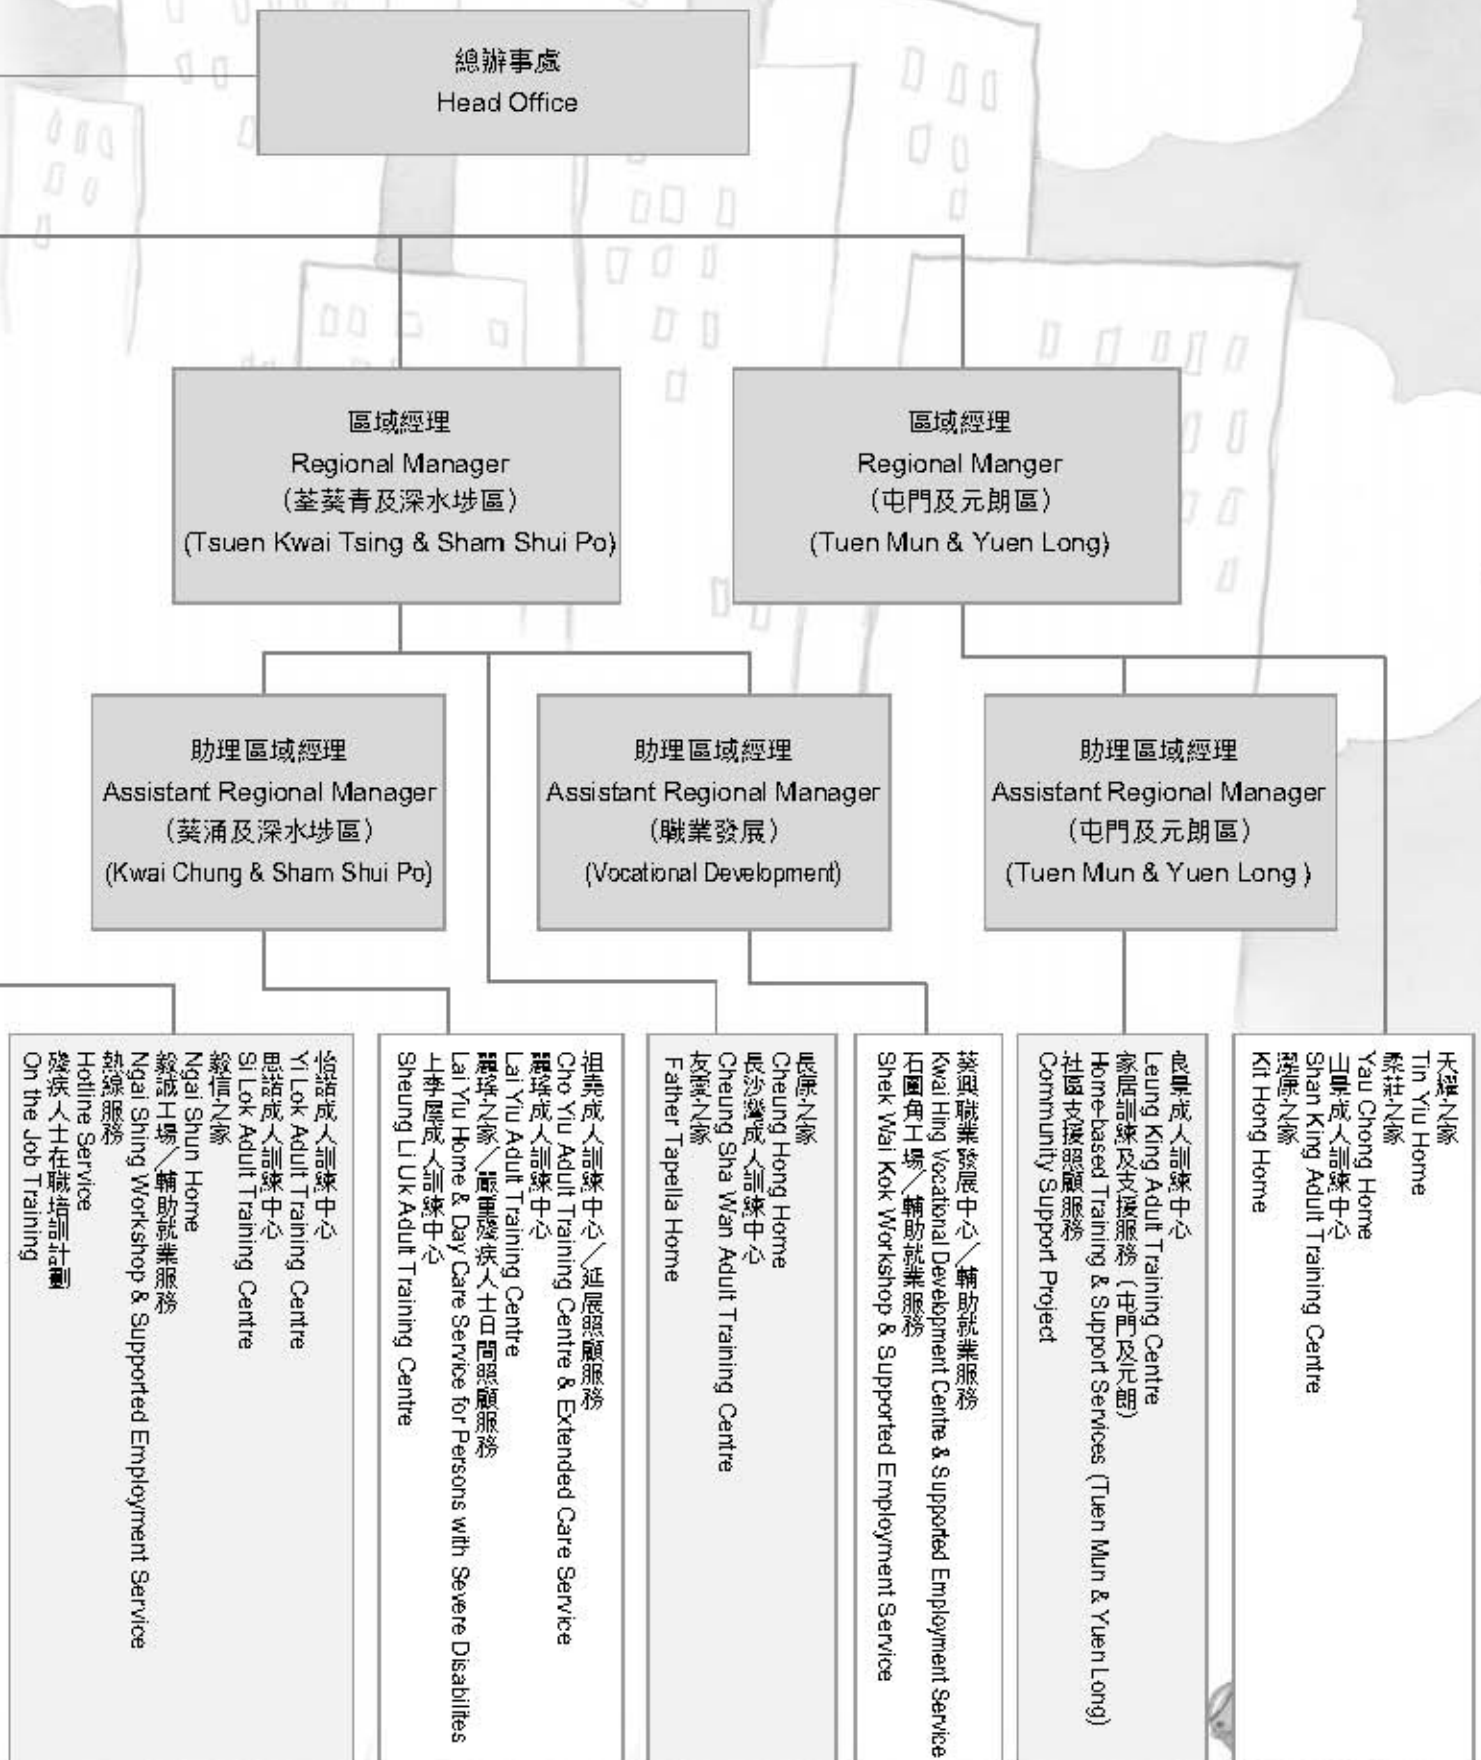 總辦事處
Head Office
區域經理
Regional Manager
（荃葵青及深水埗區）
(Tsuen Kwai Tsing & Sham Shui Po)
區域經理
Regional Manger
（屯門及元朗區）
(Tuen Mun & Yuen Long)
助理區域經理
Assistant Regional Manager
（葵涌及深水埗區）
(Kwai Chung & Sham Shui Po)
助理區域經理
Assistant Regional Manager
（職業發展）
(Vocational Development)
助理區域經理
Assistant Regional Manager
（屯門及元朗區）
(Tuen Mun & Yuen Long )
怡諾成人訓練中心
Yi Lok Adult Training Centre
思諾成人訓練中心
Si Lok Adult Training Centre
毅信之家
Ngai Shun Home
毅誠工場／輔助就業服務
Ngai Shing Workshop & Supported Employment Service
熱線服務
Hotline Service
殘疾人士在職培訓計劃
On the Job Training
祖堯成人訓練中心／延展照顧服務
Cho Yiu Adult Training Centre & Extended Care Service
麗瑤成人訓練中心
Lai Yiu Adult Training Centre
麗瑤之家／嚴重殘疾人士日間照顧服務
Lai Yiu Home & Day Care Service for Persons with Severe Disabilites
上李屋成人訓練中心
Sheung Li Uk Adult Training Centre
長康之家
Cheung Hong Home
長沙灣成人訓練中心
Cheung Sha Wan Adult Training Centre
友愛之家
Father Tapella Home
葵興職業發展中心／輔助就業服務
Kwai Hing Vocational Development Centre & Supported Employment Service
石圍角工場／輔助就業服務
Shek Wai Kok Workshop & Supported Employment Service
良景成人訓練中心
Leung King Adult Training Centre
家居訓練及支援服務（屯門及元朗）
Home-based Training & Support Services (Tuen Mun & Yuen Long)
社區支援照顧服務
Community Support Project
天耀之家
Tin Yiu Home
柔莊之家
Yau Chong Home
山景成人訓練中心
Shan King Adult Training Centre
之家
Kit Hong Home